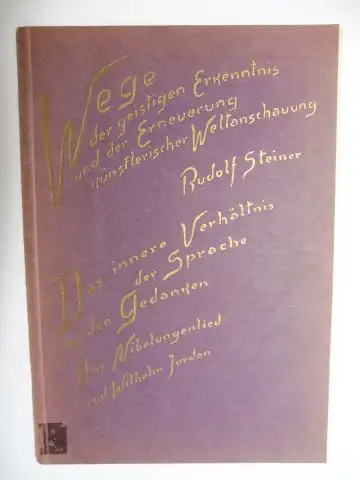 Wege
der geistigen Erkenntnis
und der Erneuerung
künstlerischer Weltanschauung
Rudolf Steiner
Das innere Verhältnis
der Sprache
zu den Gedanken
Das Nibelungenlied
und Wilhelm Jordan